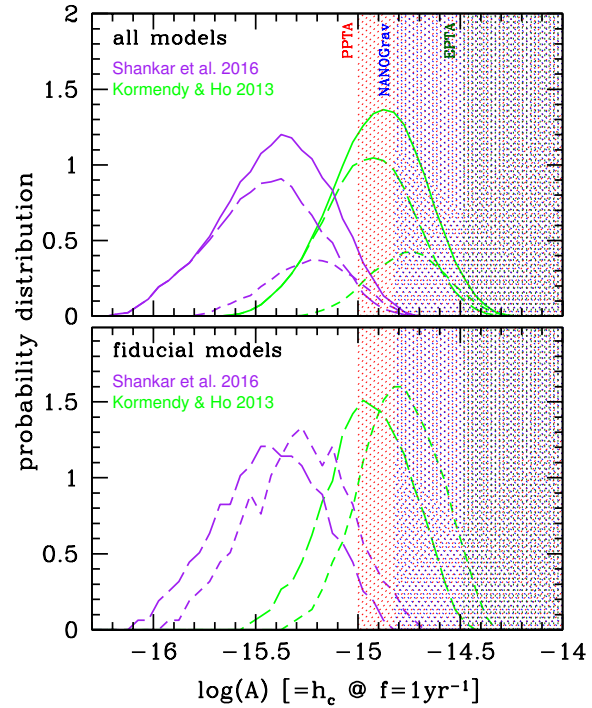 2
all models
PPTA
NANOGrav
EPTA
Shankar et al. 2016
Kormendy & Ho 2013
1.5
1
0.5
0
probability distribution
fiducial models
Shankar et al. 2016
Kormendy & Ho 2013
1.5
1
0.5
0
−16 −15.5 −15 −14.5 −14
log(A) [=h_c @ f=1yr⁻¹]